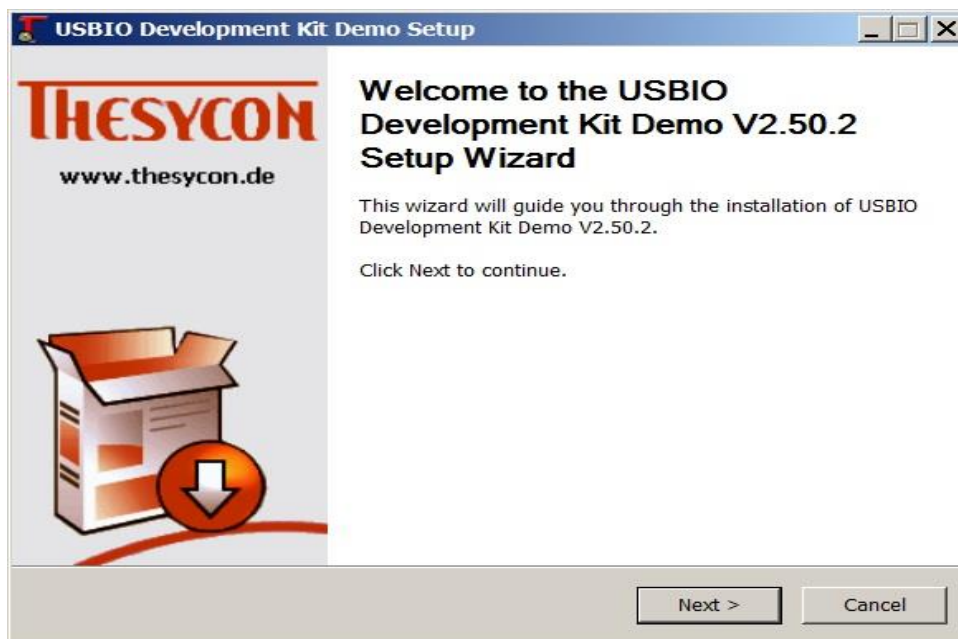 USBIO Development Kit Demo Setup
THESYCON
www.thesycon.de
Welcome to the USBIO
Development Kit Demo V2.50.2
Setup Wizard
This wizard will guide you through the installation of USBIO
Development Kit Demo V2.50.2.
Click Next to continue.
Next >
Cancel